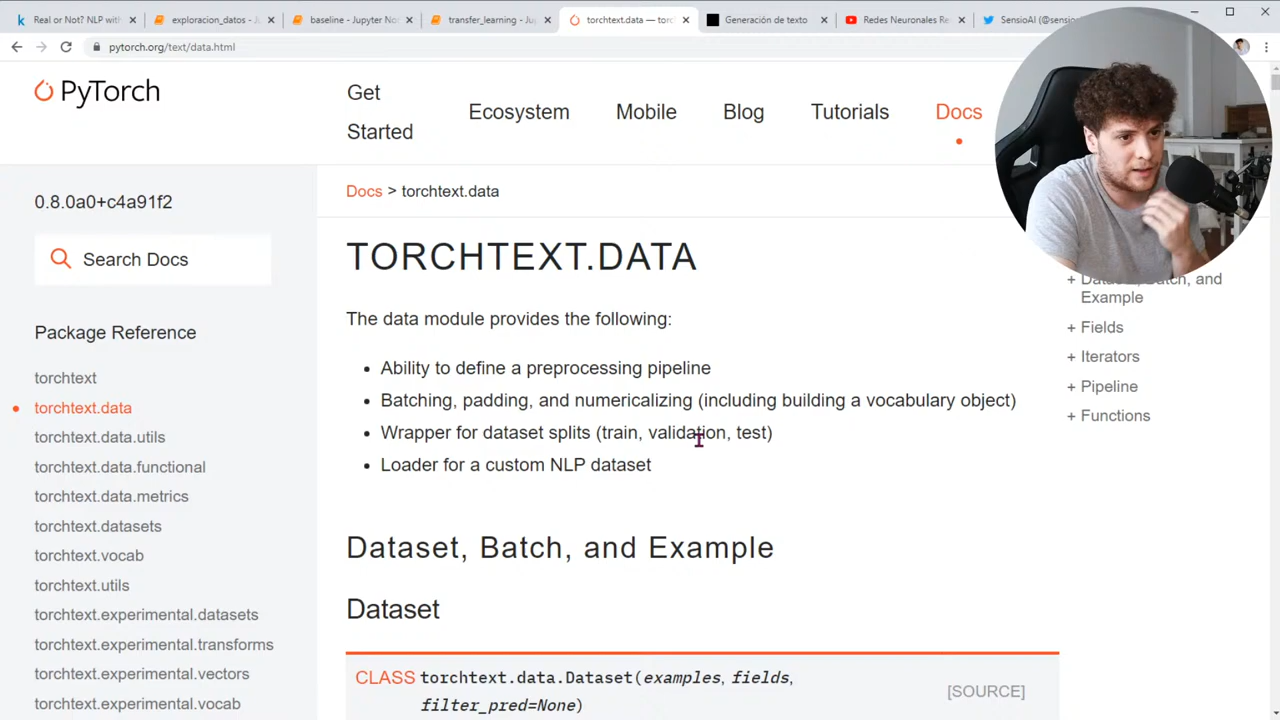 Real or Not? NLP with
exploracion_datos - J
baseline - Jupyter No
transfer_learning - Ju
torchtext.data — torc
Generación de texto
Redes Neuronales Re
SensioAI (@senso
pytorch.org/text/data.html
PyTorch
Get Started
Ecosystem
Mobile
Blog
Tutorials
Docs
0.8.0a0+c4a91f2
Search Docs
Package Reference
torchtext
torchtext.data
torchtext.data.utils
torchtext.data.functional
torchtext.data.metrics
torchtext.datasets
torchtext.vocab
torchtext.utils
torchtext.experimental.datasets
torchtext.experimental.transforms
torchtext.experimental.vectors
torchtext.experimental.vocab
Docs > torchtext.data
TORCHTEXT.DATA
The data module provides the following:
• Ability to define a preprocessing pipeline
• Batching, padding, and numericalizing (including building a vocabulary object)
• Wrapper for dataset splits (train, validation, test)
• Loader for a custom NLP dataset
Dataset, Batch, and Example
Dataset
CLASS torchtext.data.Dataset(examples, fields,
filter_pred=None)
[SOURCE]
+ Dataset, Batch, and
Example
+ Fields
+ Iterators
+ Pipeline
+ Functions